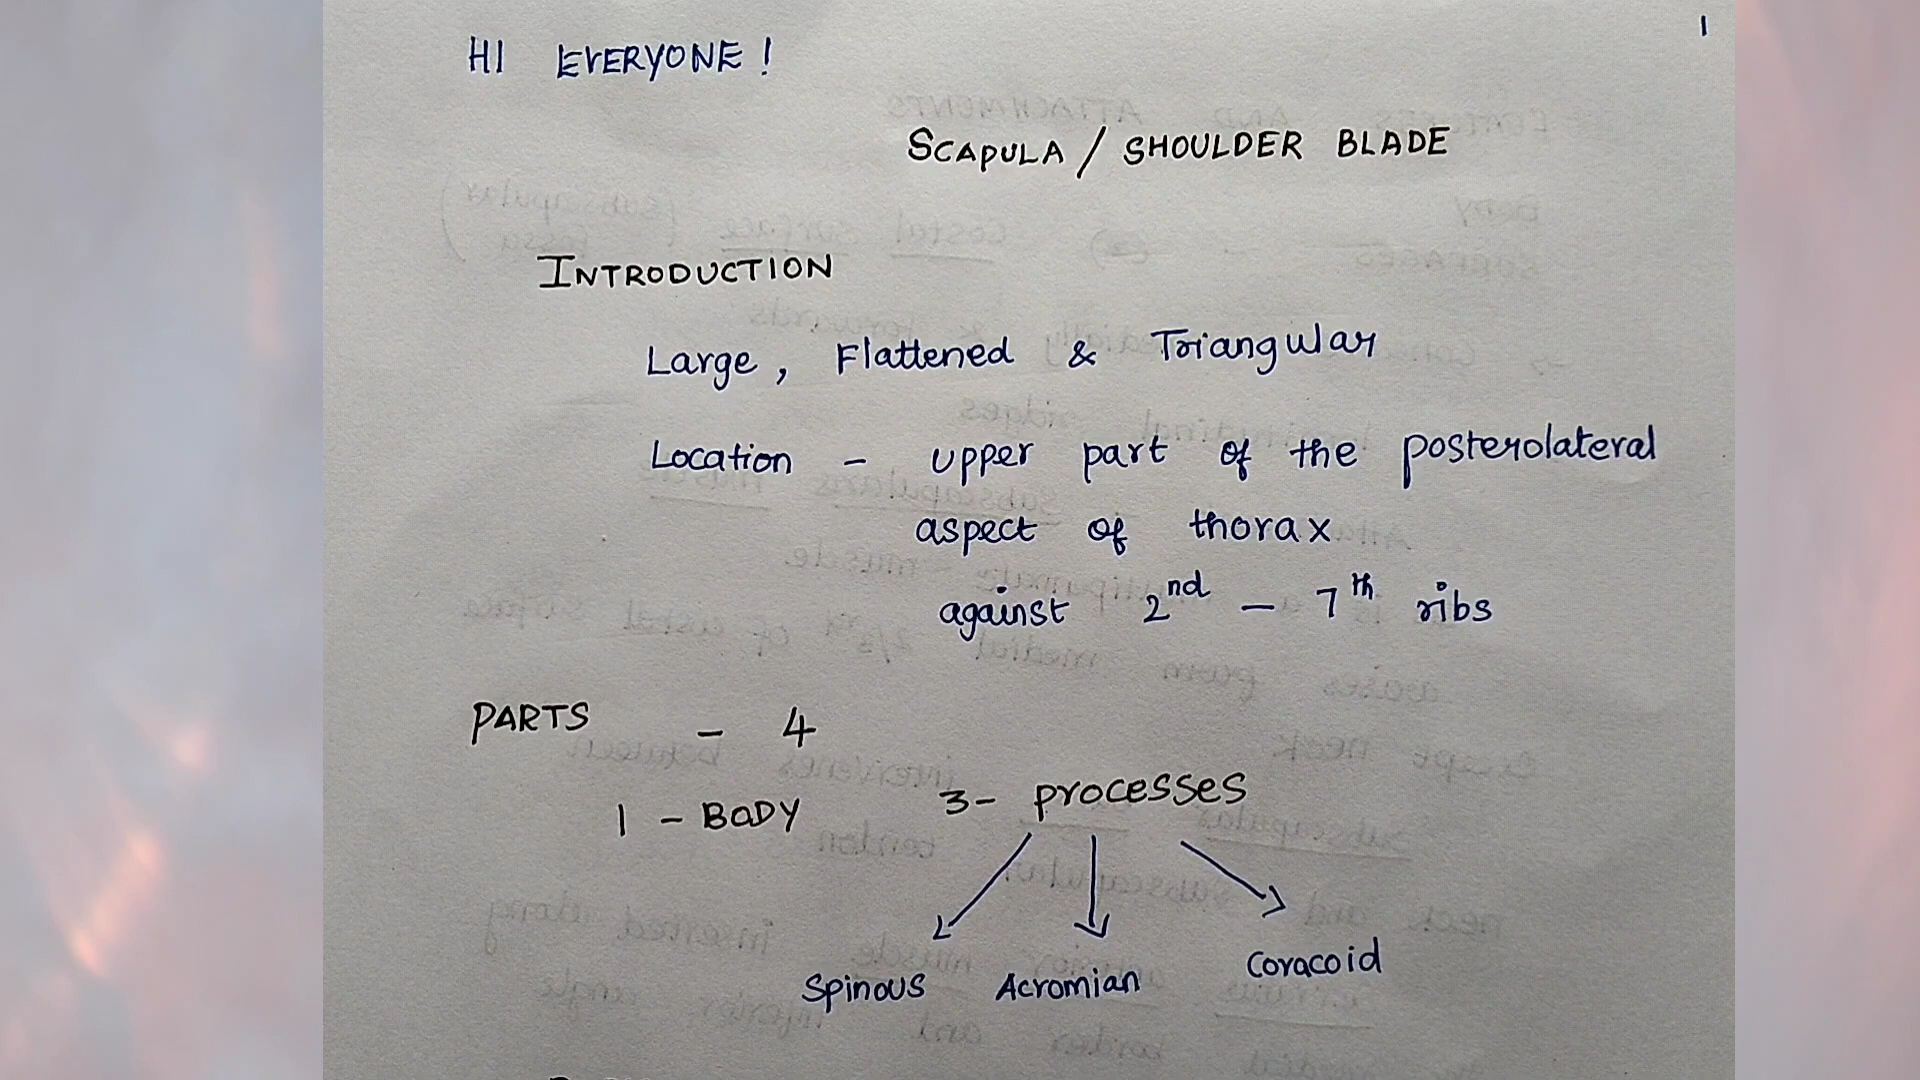 1
HI EVERYONE !
SCAPULA / SHOULDER BLADE
INTRODUCTION
Large, Flattened & Triangular
Location - upper part of the posterolateral
aspect of thorax
against 2nd - 7th ribs
PARTS - 4
1 - BODY 3- processes
Spinous Acromian Coracoid